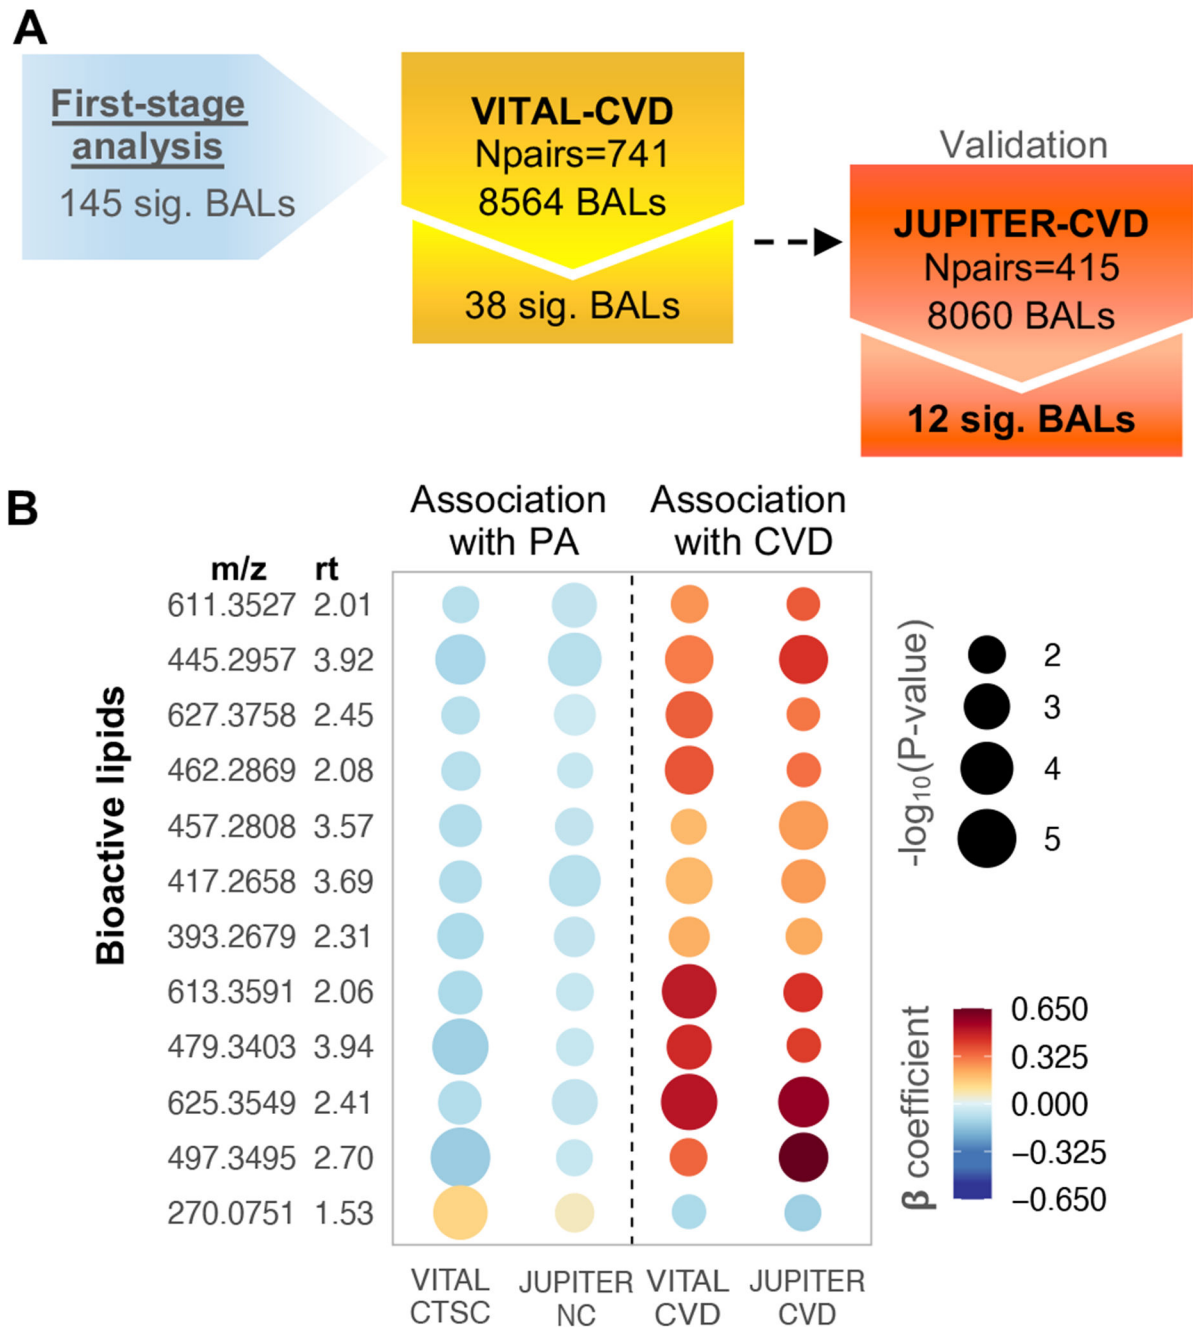 A
First-stage
analysis
145 sig. BALs
VITAL-CVD
Npairs=741
8564 BALs
38 sig. BALs
Validation
JUPITER-CVD
Npairs=415
8060 BALs
12 sig. BALs
B
Association
with PA
Association
with CVD
m/z rt
611.3527 2.01
445.2957 3.92
627.3758 2.45
462.2869 2.08
457.2808 3.57
417.2658 3.69
393.2679 2.31
613.3591 2.06
479.3403 3.94
625.3549 2.41
497.3495 2.70
270.0751 1.53
Bioactive lipids
VITAL
CTSC
JUPITER
NC
VITAL
CVD
JUPITER
CVD
-log₁₀(P-value)
2
3
4
5
β coefficient
0.650
0.325
0.000
−0.325
−0.650